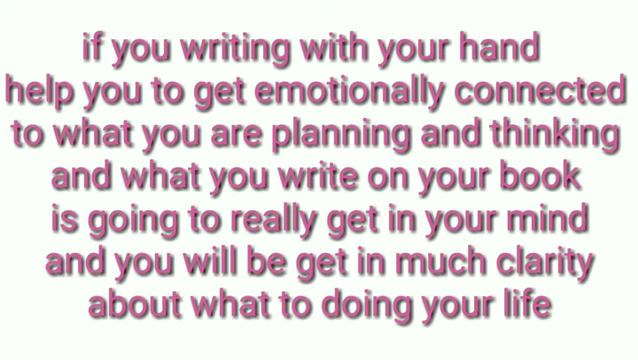 if you writing with your hand
help you to get emotionally connected
to what you are planning and thinking
and what you write on your book
is going to really get in your mind
and you will be get in much clarity
about what to doing your life